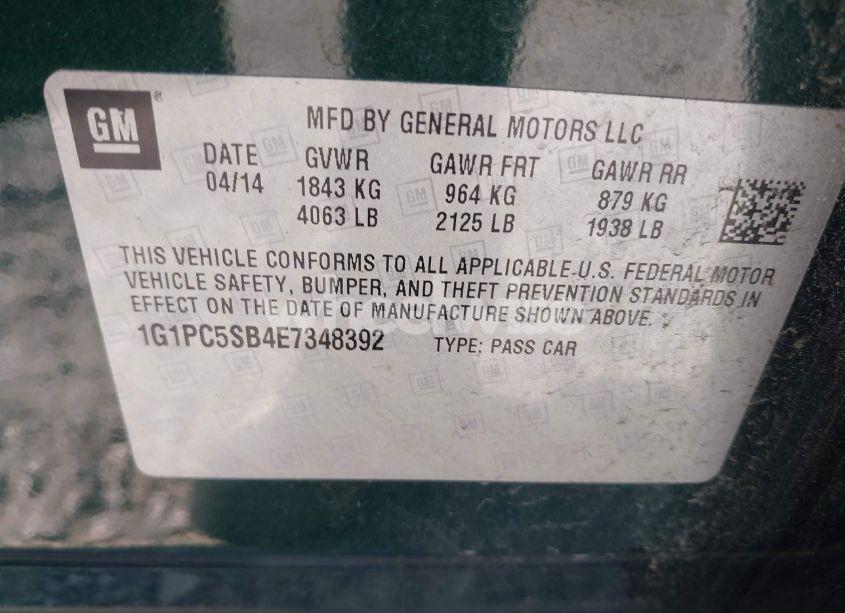 GM
MFD BY GENERAL MOTORS LLC
DATE GVWR GAWR FRT GAWR RR
04/14 1843 KG 964 KG 879 KG
4063 LB 2125 LB 1938 LB
THIS VEHICLE CONFORMS TO ALL APPLICABLE U.S. FEDERAL MOTOR
VEHICLE SAFETY, BUMPER, AND THEFT PREVENTION STANDARDS IN
EFFECT ON THE DATE OF MANUFACTURE SHOWN ABOVE.
1G1PC5SB4E7348392 TYPE: PASS CAR